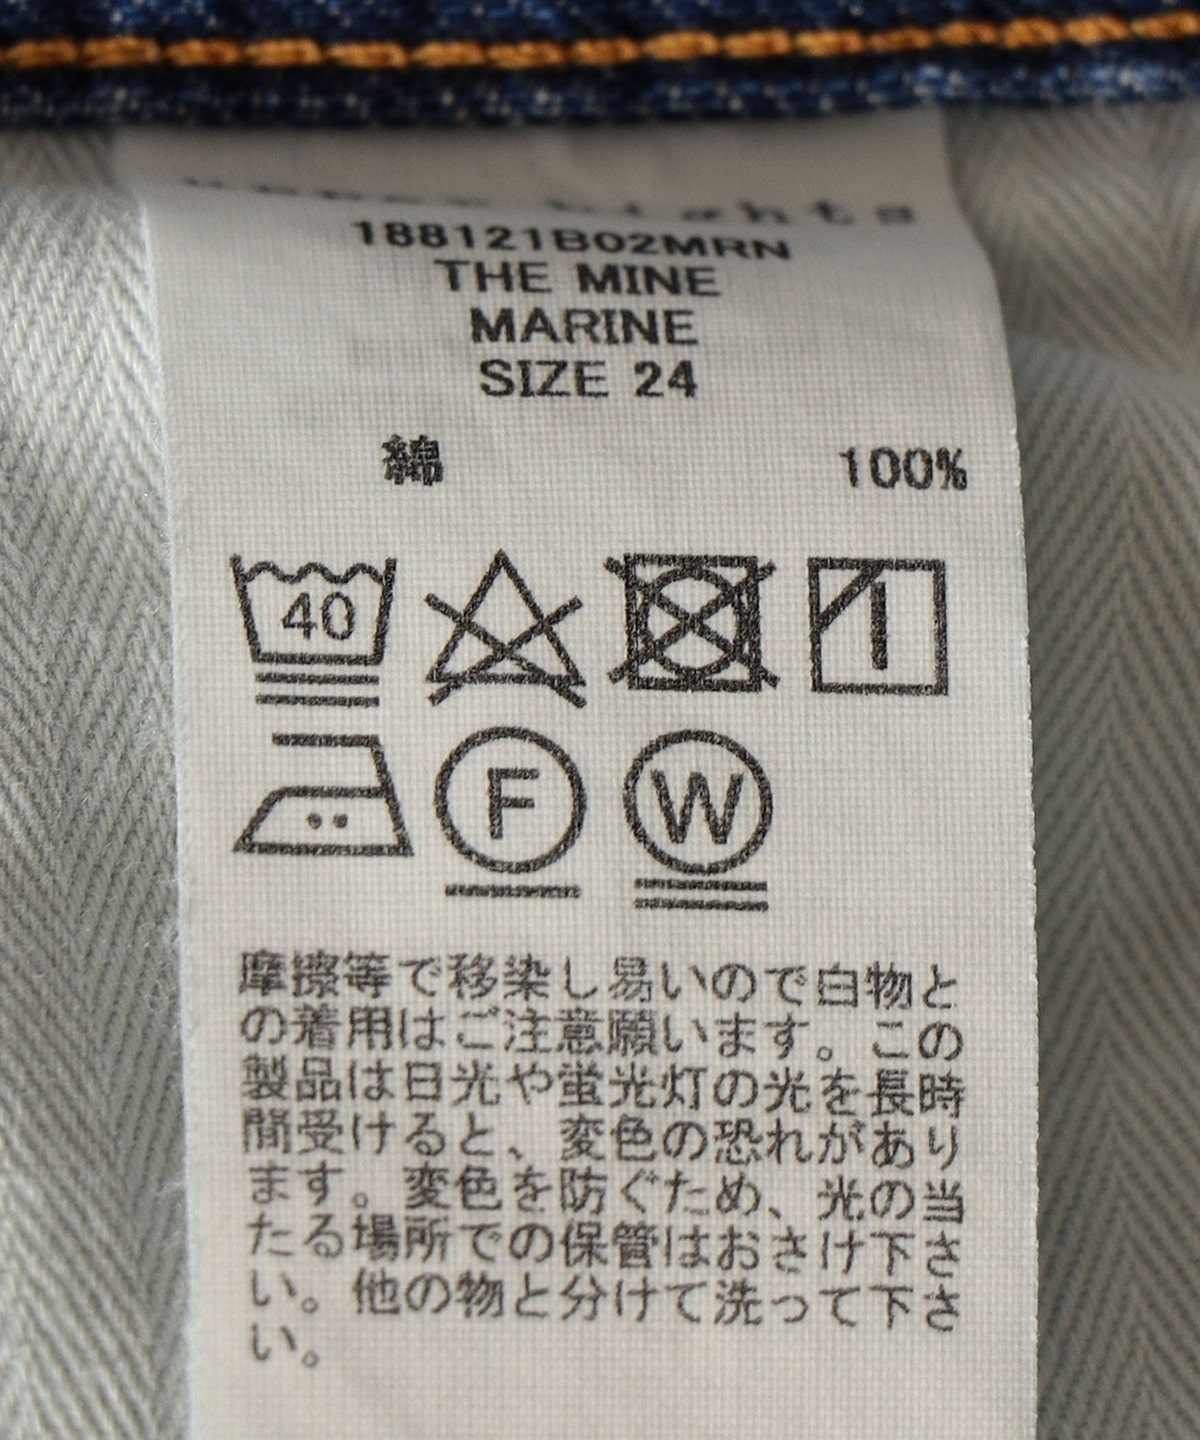 188121B02MRN
THE MINE
MARINE
SIZE 24
綿 100%
40
F
W
摩擦等で移染し易いので白物と
の着用はご注意願います。この
製品は日光や蛍光灯の光を長時
間受けると、変色の恐れがあり
ます。変色を防ぐため、光の当
たる場所での保管はおさけ下さ
い。他の物と分けて洗って下さ
い。